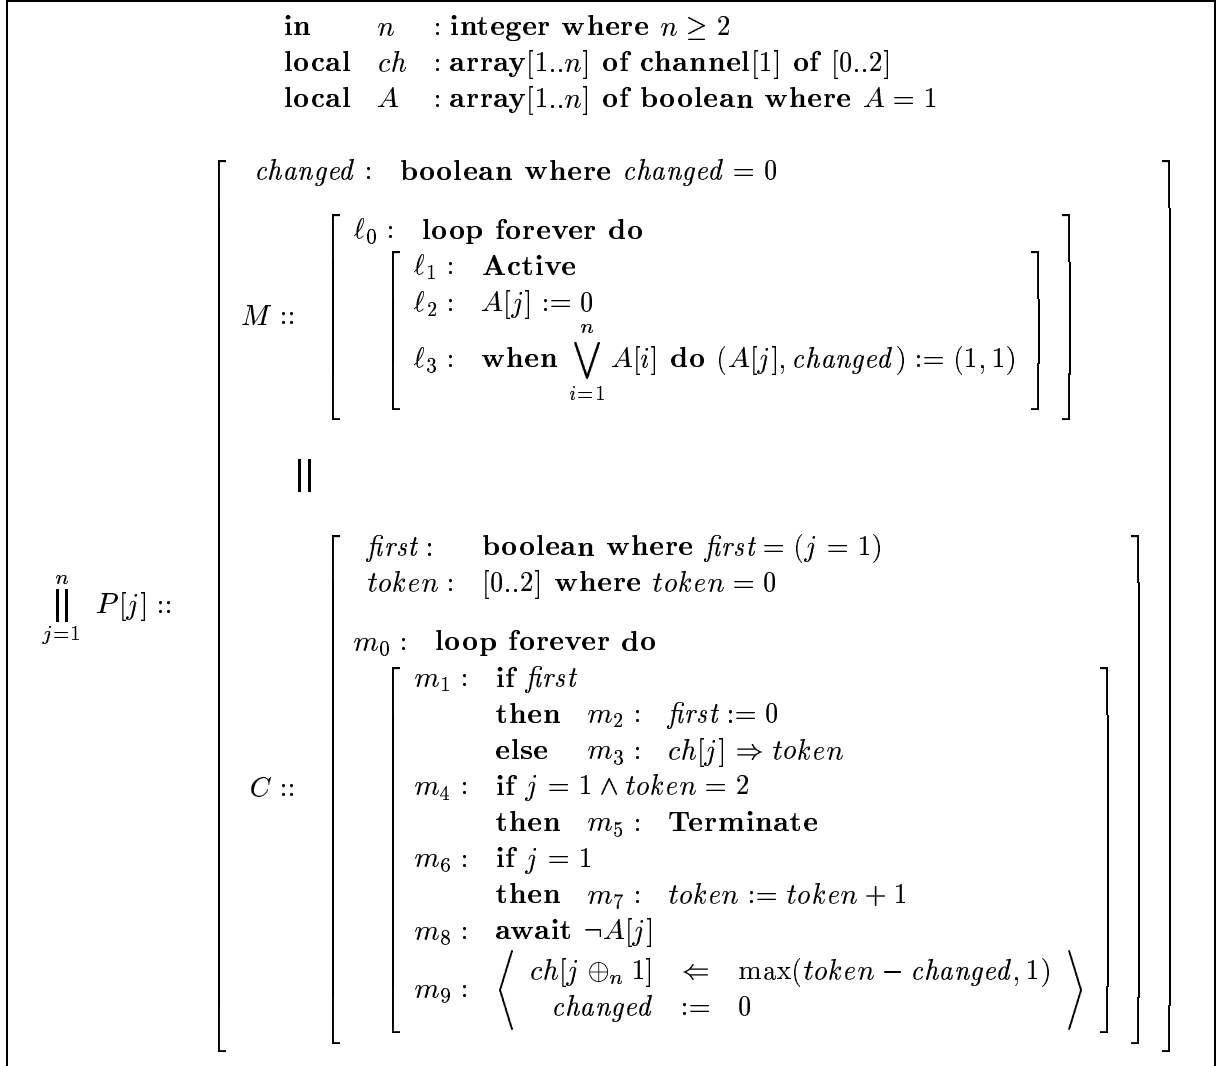 in n : integer where n ≥ 2
local ch : array[1..n] of channel[1] of [0..2]
local A : array[1..n] of boolean where A = 1
changed : boolean where changed = 0
ℓ0 : loop forever do
ℓ1 : Active
M :: ℓ2 : A[j] := 0
ℓ3 : when ⋁ⁿᵢ₌₁ A[i] do (A[j], changed) := (1, 1)
||
first : boolean where first = (j = 1)
token : [0..2] where token = 0
n || j=1 P[j] ::
m0 : loop forever do
m1 : if first
then m2 : first := 0
else m3 : ch[j] ⇒ token
C :: m4 : if j = 1 ∧ token = 2
then m5 : Terminate
m6 : if j = 1
then m7 : token := token + 1
m8 : await ¬A[j]
m9 : ⟨ ch[j ⊕n 1] ⇐ max(token − changed, 1)
changed := 0 ⟩